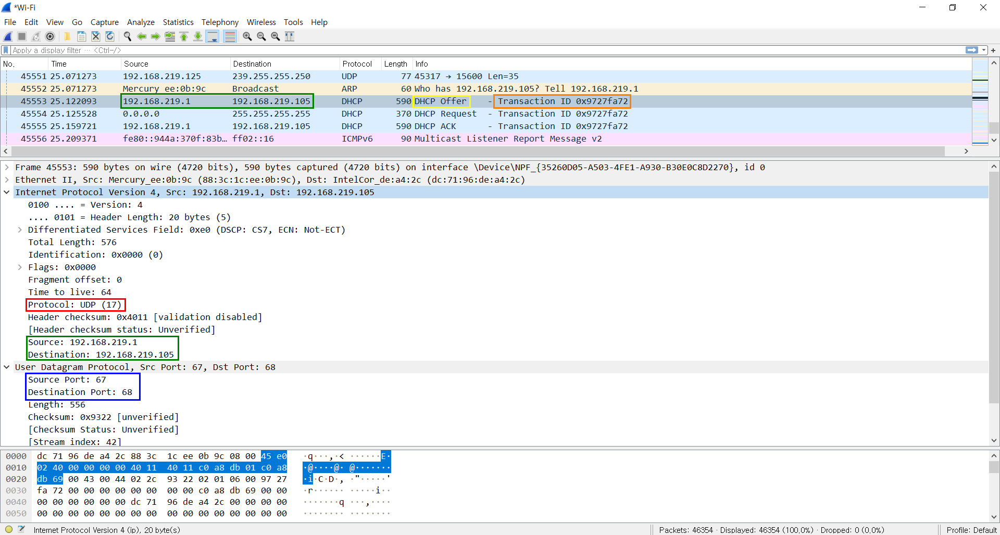 *Wi-Fi
File Edit View Go Capture Analyze Statistics Telephony Wireless Tools Help
Apply a display filter ··· <Ctrl-/>
+
No. Time Source Destination Protocol Length Info
45551 25.071273 192.168.219.125 239.255.255.250 UDP 77 45317 → 15600 Len=35
45552 25.071273 Mercury_ee:0b:9c Broadcast ARP 60 Who has 192.168.219.105? Tell 192.168.219.1
45553 25.122093 192.168.219.1 192.168.219.105 DHCP 590 DHCP Offer - Transaction ID 0x9727fa72
45554 25.125528 0.0.0.0 255.255.255.255 DHCP 370 DHCP Request - Transaction ID 0x9727fa72
45555 25.159721 192.168.219.1 192.168.219.105 DHCP 590 DHCP ACK - Transaction ID 0x9727fa72
45556 25.209371 fe80::944a:370f:83b… ff02::16 ICMPv6 90 Multicast Listener Report Message v2
Frame 45553: 590 bytes on wire (4720 bits), 590 bytes captured (4720 bits) on interface \Device\NPF_{35260D05-A503-4FE1-A930-B30E0C8D2270}, id 0
Ethernet II, Src: Mercury_ee:0b:9c (88:3c:1c:ee:0b:9c), Dst: IntelCor_de:a4:2c (dc:71:96:de:a4:2c)
Internet Protocol Version 4, Src: 192.168.219.1, Dst: 192.168.219.105
0100 .... = Version: 4
.... 0101 = Header Length: 20 bytes (5)
Differentiated Services Field: 0xe0 (DSCP: CS7, ECN: Not-ECT)
Total Length: 576
Identification: 0x0000 (0)
Flags: 0x0000
Fragment offset: 0
Time to live: 64
Protocol: UDP (17)
Header checksum: 0x4011 [validation disabled]
[Header checksum status: Unverified]
Source: 192.168.219.1
Destination: 192.168.219.105
User Datagram Protocol, Src Port: 67, Dst Port: 68
Source Port: 67
Destination Port: 68
Length: 556
Checksum: 0x9322 [unverified]
[Checksum Status: Unverified]
[Stream index: 42]
0000 dc 71 96 de a4 2c 88 3c 1c ee 0b 9c 08 00 45 e0 ·q···,·< ······E·
0010 02 40 00 00 00 00 40 11 40 11 c0 a8 db 01 c0 a8 ·@····@· @·······
0020 db 69 00 43 00 44 02 2c 93 22 02 01 06 00 97 27 ·i·C·D·, ·"·····'
0030 fa 72 00 00 00 00 00 00 00 00 c0 a8 db 69 00 00 ·r······ ·····i··
0040 00 00 00 00 00 00 dc 71 96 de a4 2c 00 00 00 00 ·······q ···,····
0050 00 00 00 00 00 00 00 00 00 00 00 00 00 00 00 00 ········ ········
Internet Protocol Version 4 (ip), 20 byte(s) Packets: 46354 · Displayed: 46354 (100.0%) · Dropped: 0 (0.0%) Profile: Default